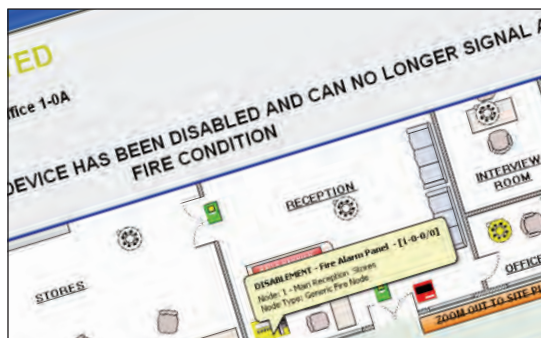 TED
ffice 1-0A
DEVICE HAS BEEN DISABLED AND CAN NO LONGER SIGNAL A
FIRE CONDITION
RECEPTION
INTERVIEW
ROOM
STORES
DISABLEMENT - Fire Alarm Panel - [1-0-0/0]
Node: 1 - Main Reception Stores
Node Type: Generic Fire Node
OFFICE
ZOOM OUT TO SITE PL